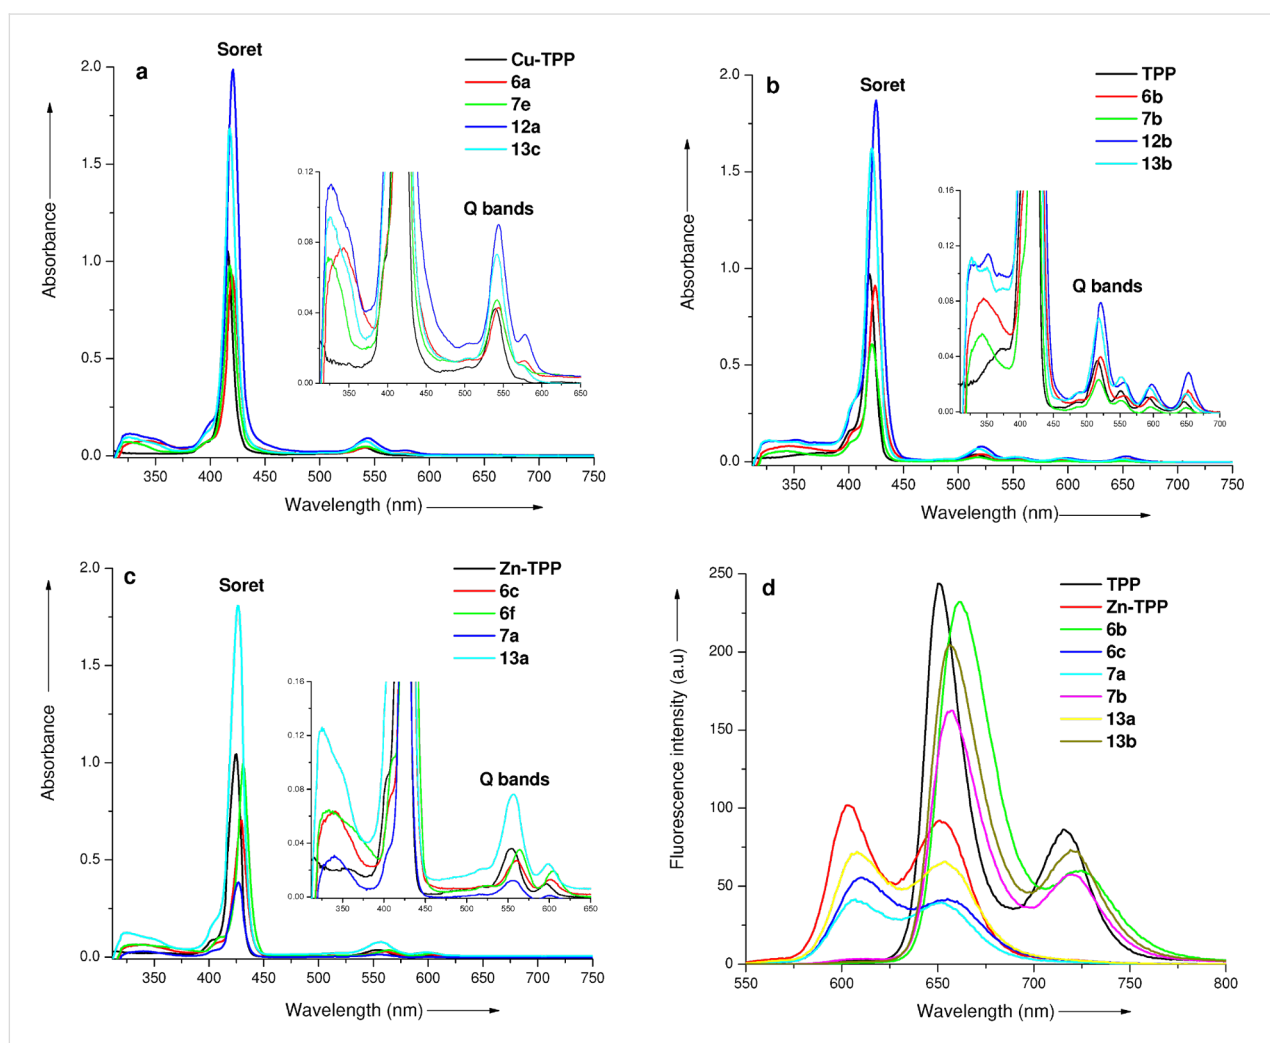 a
Soret
Cu-TPP
6a
7e
12a
13c
Q bands
0.12
0.08
0.04
0.00
350 400 450 500 550 600 650
2.0
1.5
1.0
0.5
0.0
350 400 450 500 550 600 650 700 750
Absorbance
Wavelength (nm)
b
Soret
TPP
6b
7b
12b
13b
Q bands
0.16
0.12
0.08
0.04
0.00
350 400 450 500 550 600 650 700
2.0
1.5
1.0
0.5
0.0
350 400 450 500 550 600 650 700 750
Absorbance
Wavelength (nm)
c
Soret
Zn-TPP
6c
6f
7a
13a
Q bands
0.16
0.12
0.08
0.04
0.00
350 400 450 500 550 600 650
2.0
1.5
1.0
0.5
0.0
350 400 450 500 550 600 650 700 750
Absorbance
Wavelength (nm)
d
TPP
Zn-TPP
6b
6c
7a
7b
13a
13b
250
200
150
100
50
0
550 600 650 700 750 800
Fluorescence intensity (a.u)
Wavelength (nm)